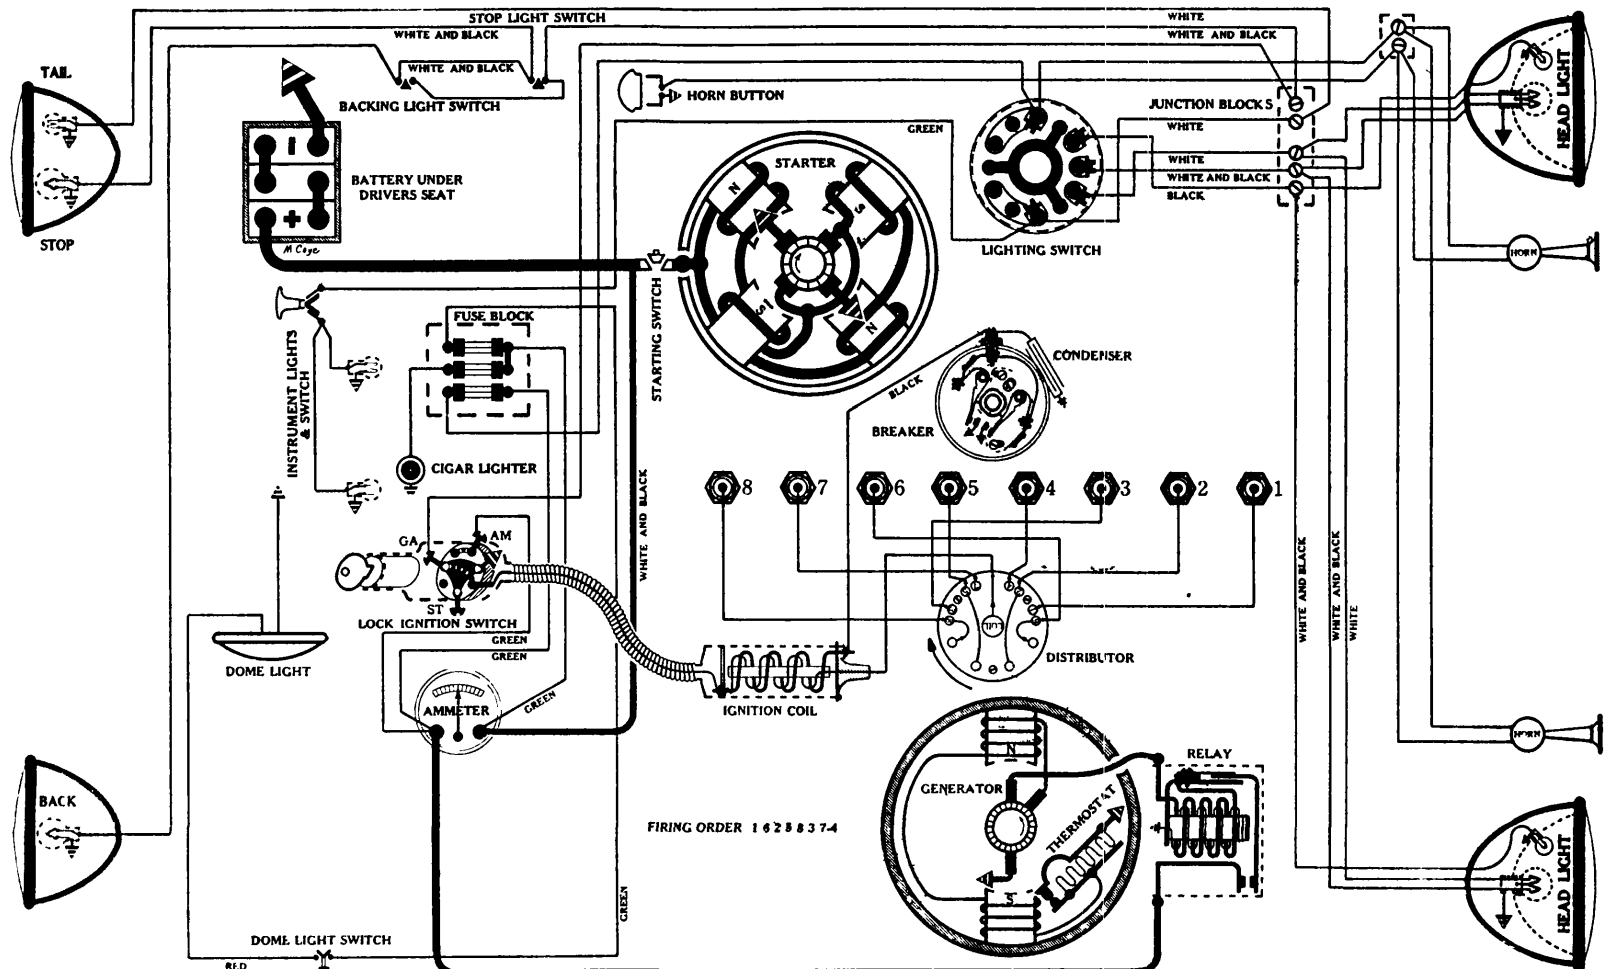 STOP LIGHT SWITCH
WHITE AND BLACK
WHITE
WHITE AND BLACK
TAIL
WHITE AND BLACK
BACKING LIGHT SWITCH
HORN BUTTON
JUNCTION BLOCKS
HEAD LIGHT
GREEN
WHITE
STARTER
N
S
BATTERY UNDER
DRIVERS SEAT
WHITE
WHITE AND BLACK
BLACK
STOP
LIGHTING SWITCH
HORN
STARTING SWITCH
S
N
INSTRUMENT LIGHTS
& SWITCH
FUSE BLOCK
CONDENSER
BLACK
BREAKER
CIGAR LIGHTER
WHITE AND BLACK
8
7
6
5
4
3
2
1
GA
AM
ST
LOCK IGNITION SWITCH
GREEN
GREEN
WHITE AND BLACK
WHITE AND BLACK
WHITE
DOME LIGHT
COIL
DISTRIBUTOR
AMMETER
GREEN
IGNITION COIL
HORN
N
RELAY
GENERATOR
THERMOSTAT
BACK
FIRING ORDER 1 6 2 5 8 3 7-4
S
HEAD LIGHT
GREEN
DOME LIGHT SWITCH
RED